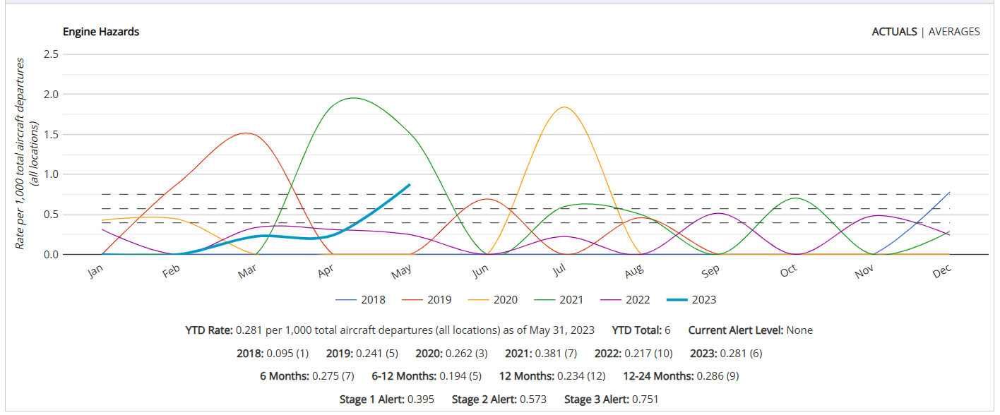 Engine Hazards
ACTUALS | AVERAGES
Rate per 1,000 total aircraft departures
(all locations)
2.5
2.0
1.5
1.0
0.5
0.0
Jan Feb Mar Apr May Jun Jul Aug Sep Oct Nov Dec
2018 2019 2020 2021 2022 2023
YTD Rate: 0.281 per 1,000 total aircraft departures (all locations) as of May 31, 2023 YTD Total: 6 Current Alert Level: None
2018: 0.095 (1) 2019: 0.241 (5) 2020: 0.262 (3) 2021: 0.381 (7) 2022: 0.217 (10) 2023: 0.281 (6)
6 Months: 0.275 (7) 6-12 Months: 0.194 (5) 12 Months: 0.234 (12) 12-24 Months: 0.286 (9)
Stage 1 Alert: 0.395 Stage 2 Alert: 0.573 Stage 3 Alert: 0.751